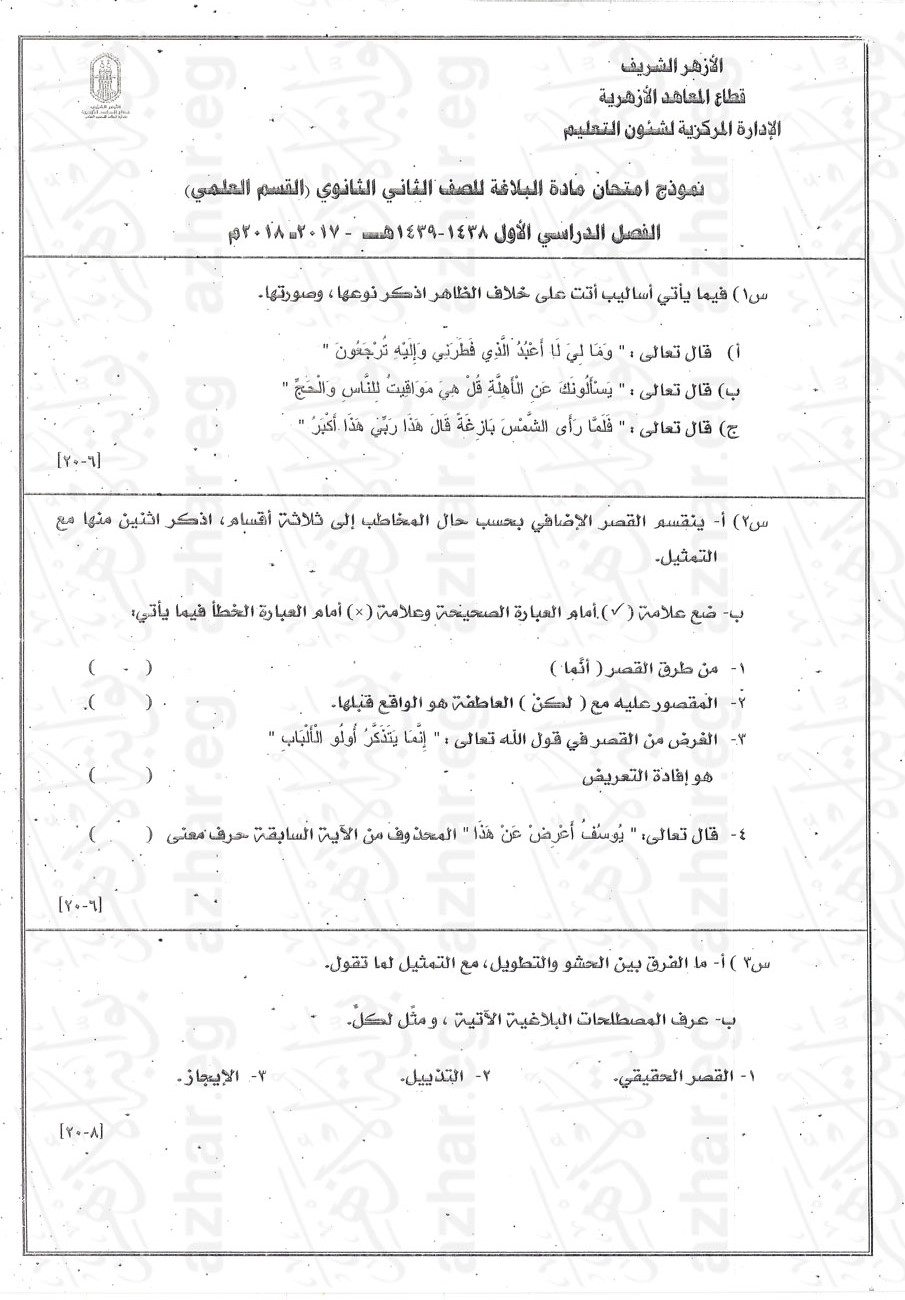 الأزهر الشريف
قطاع المعاهد الأزهرية
الإدارة المركزية لشئون التعليم
نموذج امتحان مادة البلاغة للصف الثاني الثانوي (القسم العلمي)
الفصل الدراسي الأول ١٤٣٨-١٤٣٩هـ - ٢٠١٧ـ ٢٠١٨م
س١) فيما يأتي أساليب أتت على خلاف الظاهر اذكر نوعها، وصورتها.
أ) قال تعالى : " وَمَا لِيَ لَا أَعْبُدُ الَّذِي فَطَرَنِي وَإِلَيْهِ تُرْجَعُونَ "
ب) قال تعالى : " يَسْأَلُونَكَ عَنِ الْأَهِلَّةِ قُلْ هِيَ مَوَاقِيتُ لِلنَّاسِ وَالْحَجِّ "
ج) قال تعالى : " فَلَمَّا رَأَى الشَّمْسَ بَازِغَةً قَالَ هَذَا رَبِّي هَذَا أَكْبَرُ "
[٢٠-٦]
س٢) أ- ينقسم القصر الإضافي بحسب حال المخاطب إلى ثلاثة أقسام، اذكر اثنين منها مع
التمثيل.
ب- ضع علامة (✓) أمام العبارة الصحيحة وعلامة (×) أمام العبارة الخطأ فيما يأتي:
١- من طرق القصر ( أنَّما ) ( )
٢- المقصور عليه مع ( لكنْ ) العاطفة هو الواقع قبلها. ( )
٣- الغرض من القصر في قول الله تعالى : " إِنَّمَا يَتَذَكَّرُ أُولُو الْأَلْبَابِ "
هو إفادة التعريض ( )
٤- قال تعالى: " يُوسُفُ أَعْرِضْ عَنْ هَذَا " المحذوف من الآية السابقة حرف معنى ( )
[٢٠-٦]
س٣ ) أ- ما الفرق بين الحشو والتطويل، مع التمثيل لما تقول.
ب- عرف المصطلحات البلاغية الآتية ، و مثِّل لكلٍّ.
١- القصر الحقيقي. ٢- التذييل. ٣- الإيجاز.
[٢٠-٨]